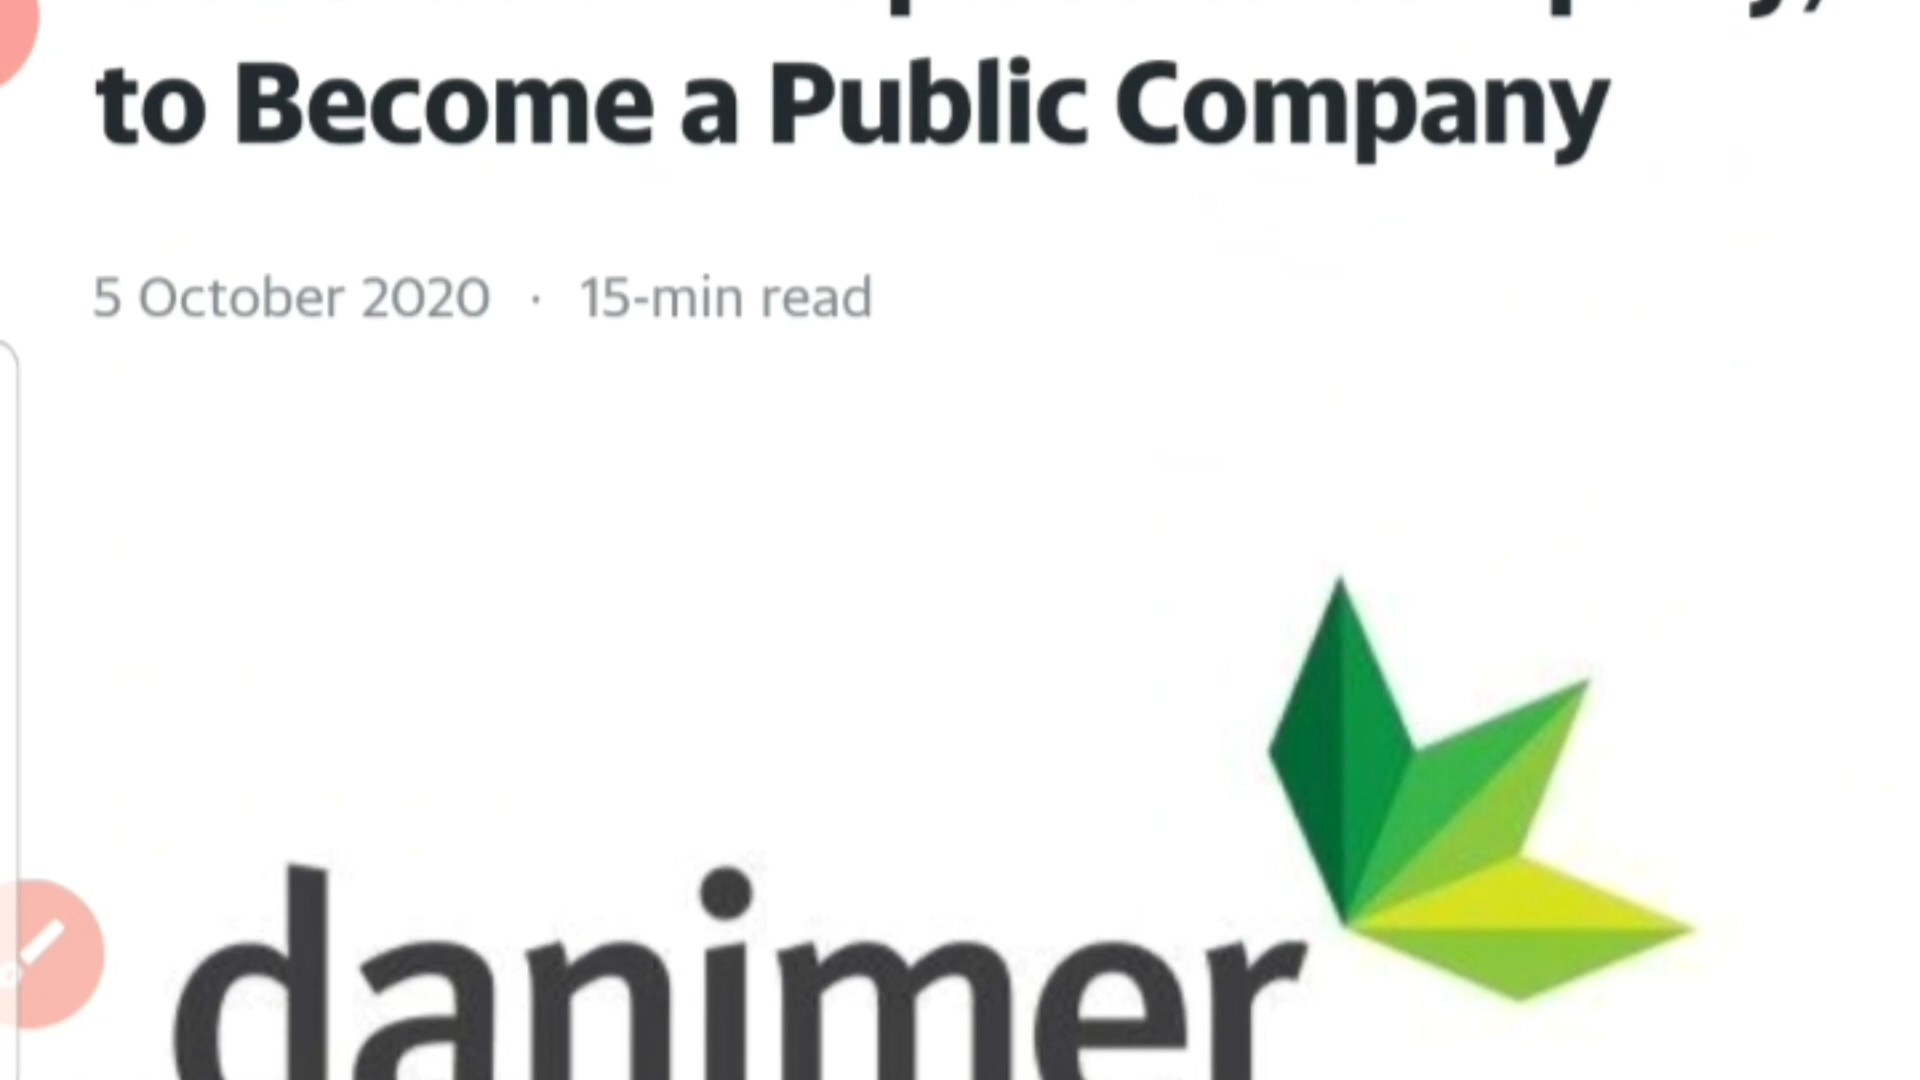 to Become a Public Company
5 October 2020 · 15-min read
danimer